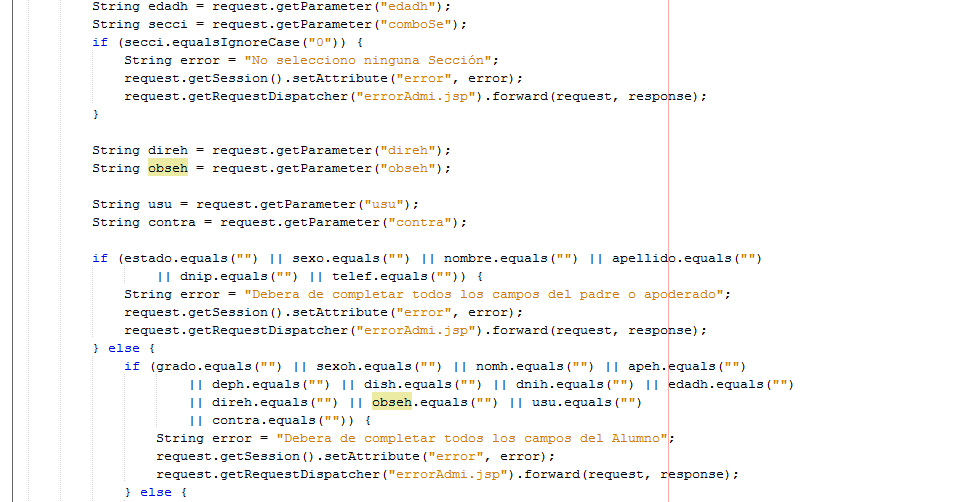 String edadh = request.getParameter("edadh");
String secci = request.getParameter("comboSe");
if (secci.equalsIgnoreCase("0")) {
String error = "No selecciono ninguna Sección";
request.getSession().setAttribute("error", error);
request.getRequestDispatcher("errorAdmi.jsp").forward(request, response);
}
String direh = request.getParameter("direh");
String obseh = request.getParameter("obseh");
String usu = request.getParameter("usu");
String contra = request.getParameter("contra");
if (estado.equals("") || sexo.equals("") || nombre.equals("") || apellido.equals("")
|| dnip.equals("") || telef.equals("")) {
String error = "Debera de completar todos los campos del padre o apoderado";
request.getSession().setAttribute("error", error);
request.getRequestDispatcher("errorAdmi.jsp").forward(request, response);
} else {
if (grado.equals("") || sexoh.equals("") || nomh.equals("") || apeh.equals("")
|| deph.equals("") || dish.equals("") || dnih.equals("") || edadh.equals("")
|| direh.equals("") || obseh.equals("") || usu.equals("")
|| contra.equals("")) {
String error = "Debera de completar todos los campos del Alumno";
request.getSession().setAttribute("error", error);
request.getRequestDispatcher("errorAdmi.jsp").forward(request, response);
} else {